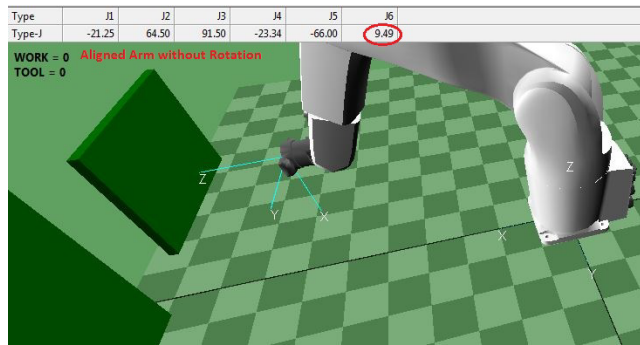 Type J1 J2 J3 J4 J5 J6
Type-J -21.25 64.50 91.50 -23.34 -66.00 9.49
WORK = 0 Aligned Arm without Rotation
TOOL = 0
Z
Z
Y
X
X
Y